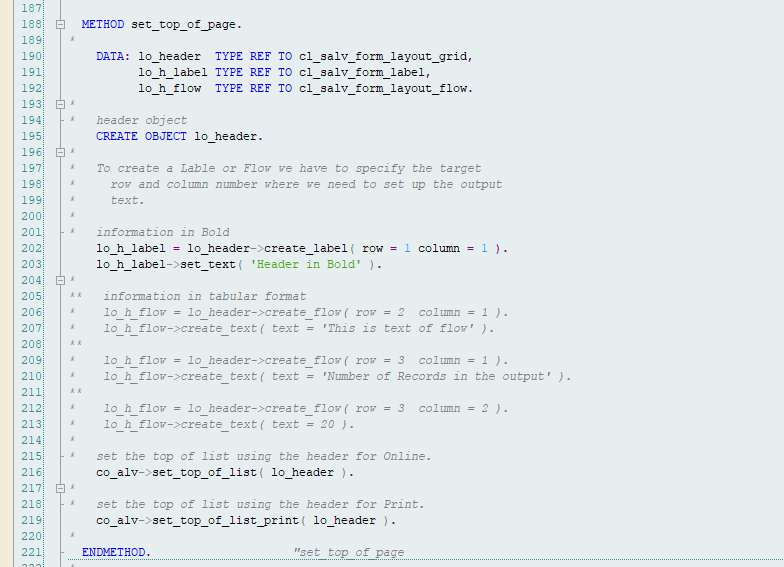 187
188 METHOD set_top_of_page.
189 *
190 DATA: lo_header TYPE REF TO cl_salv_form_layout_grid,
191 lo_h_label TYPE REF TO cl_salv_form_label,
192 lo_h_flow TYPE REF TO cl_salv_form_layout_flow.
193 *
194 * header object
195 CREATE OBJECT lo_header.
196 *
197 * To create a Lable or Flow we have to specify the target
198 * row and column number where we need to set up the output
199 * text.
200 *
201 * information in Bold
202 lo_h_label = lo_header->create_label( row = 1 column = 1 ).
203 lo_h_label->set_text( 'Header in Bold' ).
204 *
205 ** information in tabular format
206 * lo_h_flow = lo_header->create_flow( row = 2 column = 1 ).
207 * lo_h_flow->create_text( text = 'This is text of flow' ).
208 **
209 * lo_h_flow = lo_header->create_flow( row = 3 column = 1 ).
210 * lo_h_flow->create_text( text = 'Number of Records in the output' ).
211 **
212 * lo_h_flow = lo_header->create_flow( row = 3 column = 2 ).
213 * lo_h_flow->create_text( text = 20 ).
214 *
215 * set the top of list using the header for Online.
216 co_alv->set_top_of_list( lo_header ).
217 *
218 * set the top of list using the header for Print.
219 co_alv->set_top_of_list_print( lo_header ).
220 *
221 ENDMETHOD. "set_top_of_page